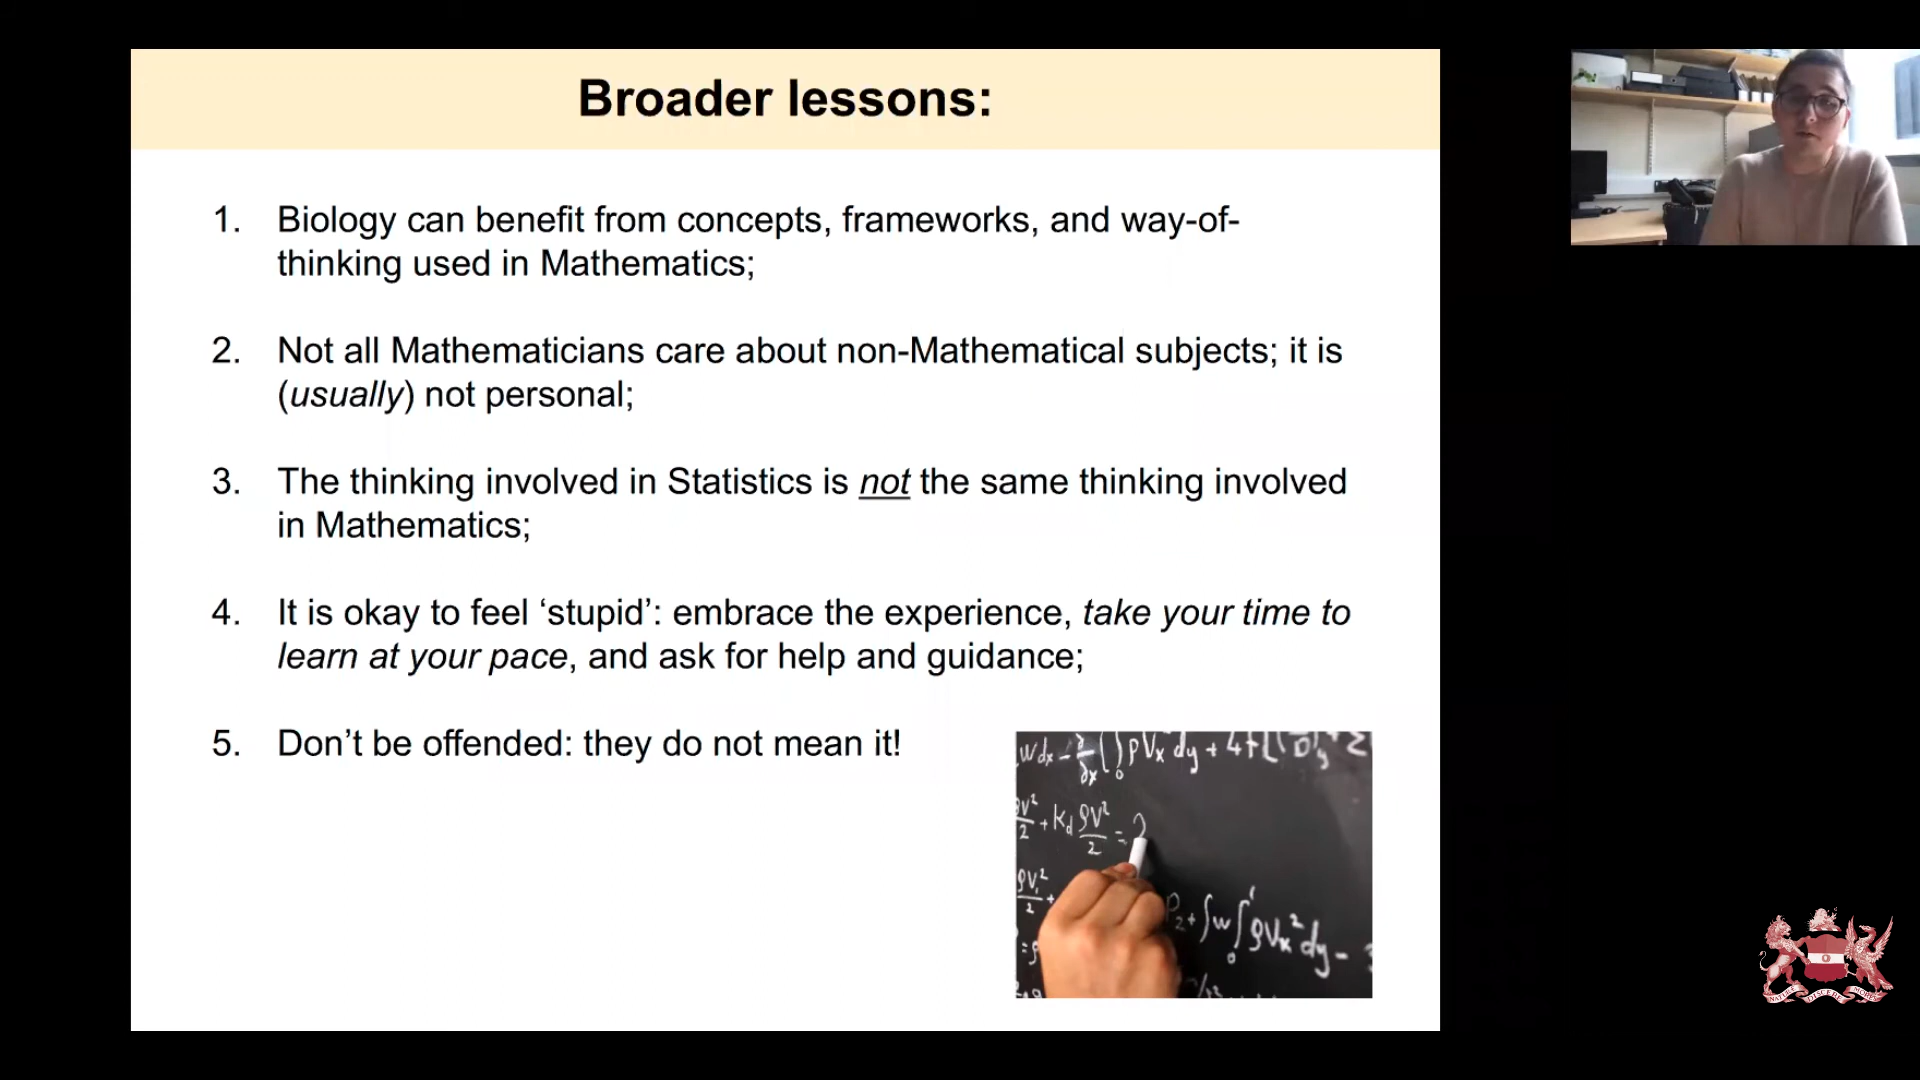 Broader lessons:
1. Biology can benefit from concepts, frameworks, and way-of-
thinking used in Mathematics;
2. Not all Mathematicians care about non-Mathematical subjects; it is
(usually) not personal;
3. The thinking involved in Statistics is not the same thinking involved
in Mathematics;
4. It is okay to feel ‘stupid’: embrace the experience, take your time to
learn at your pace, and ask for help and guidance;
5. Don’t be offended: they do not mean it!